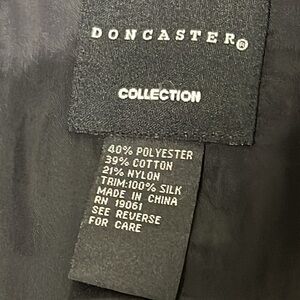 DONCASTER®
COLLECTION
40% POLYESTER
39% COTTON
21% NYLON
TRIM:100% SILK
MADE IN CHINA
RN 19061
SEE REVERSE
FOR CARE